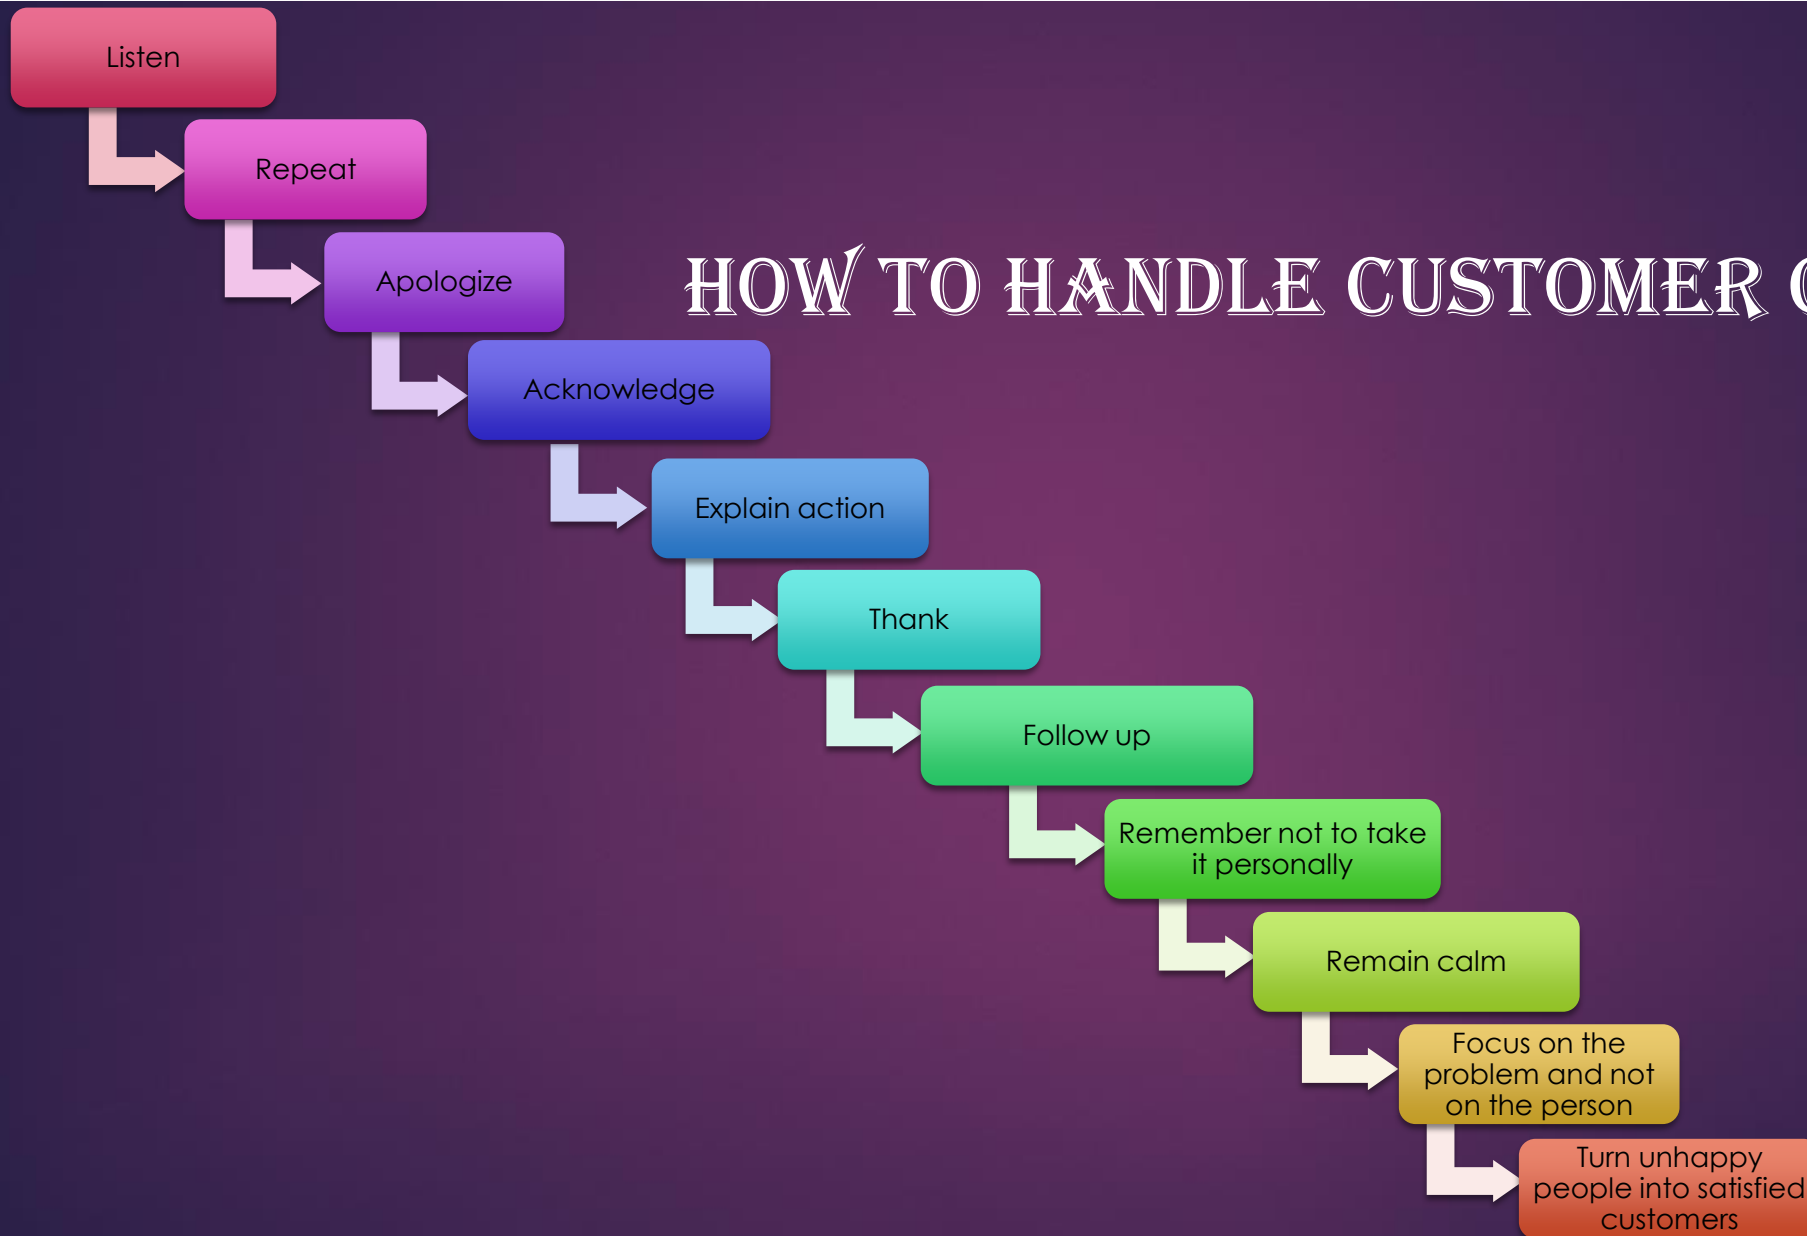 Listen
Repeat
HOW TO HANDLE CUSTOMER
Apologize
Acknowledge
Explain action
Thank
Follow up
Remember not to take
it personally
Remain calm
Focus on the
problem and not
on the person
Turn unhappy
people into satisfied
customers